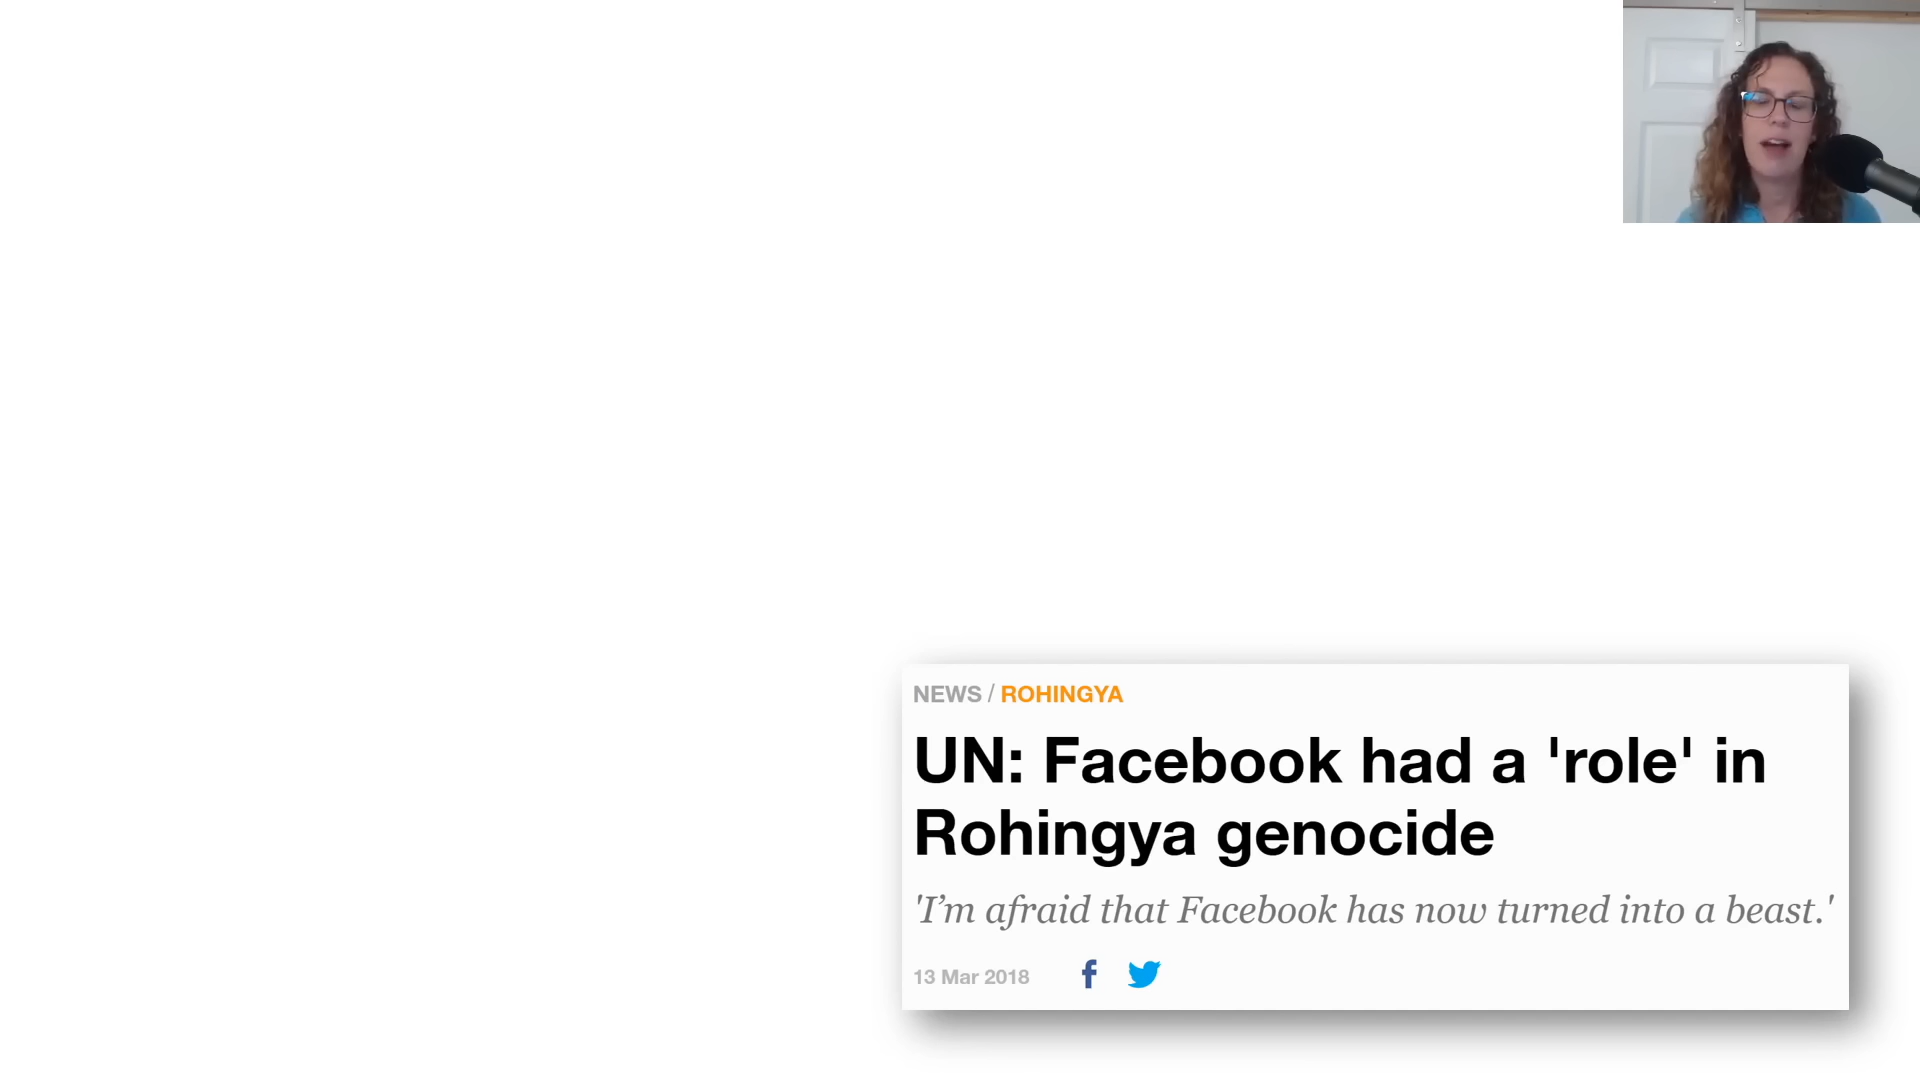 NEWS / ROHINGYA
UN: Facebook had a 'role' in
Rohingya genocide
'I’m afraid that Facebook has now turned into a beast.'
13 Mar 2018